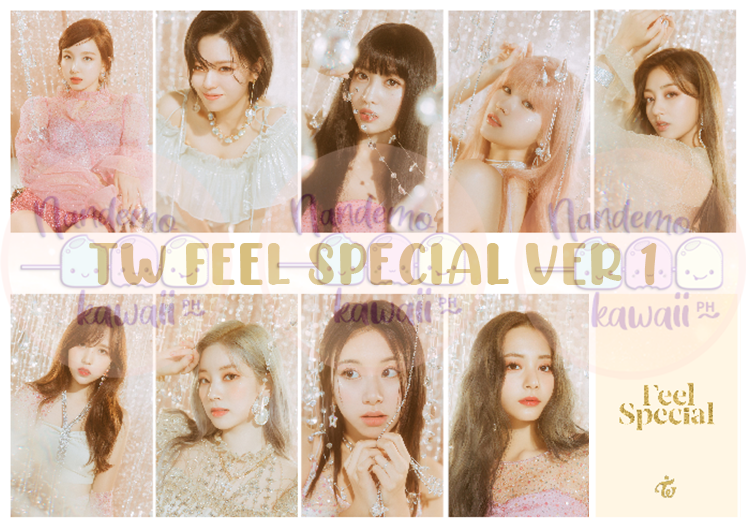 Nandemo
Nandemo
Nandemo
TW FEEL SPECIAL VER 1
kawaii PH
kawaii PH
kawaii PH
Feel
Special